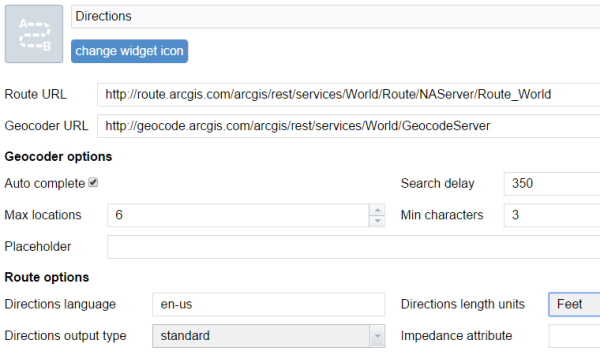 A B
Directions
change widget icon
Route URL http://route.arcgis.com/arcgis/rest/services/World/Route/NAServer/Route_World
Geocoder URL http://geocode.arcgis.com/arcgis/rest/services/World/GeocodeServer
Geocoder options
Auto complete Search delay 350
Max locations 6 Min characters 3
Placeholder
Route options
Directions language en-us Directions length units Feet
Directions output type standard Impedance attribute